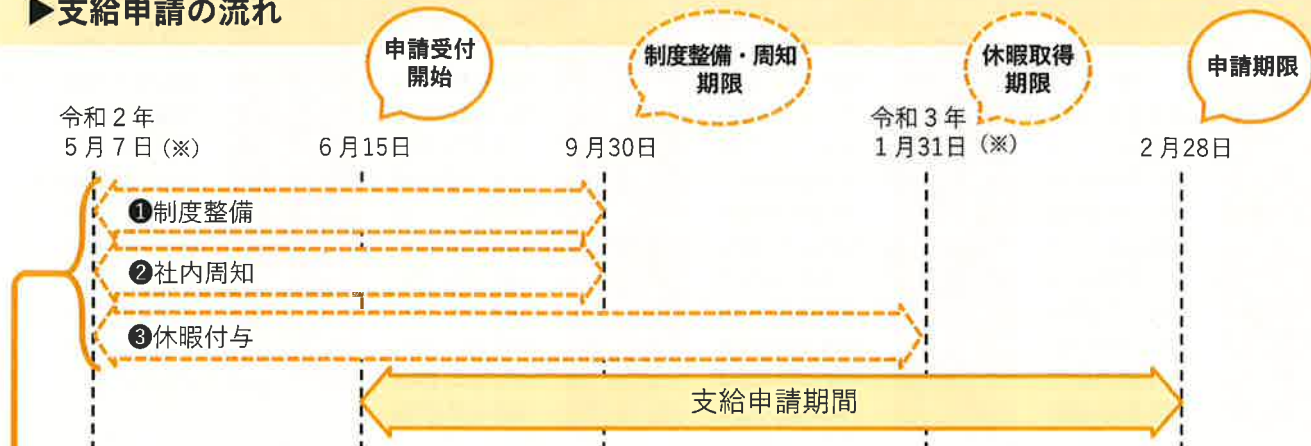 ▶支給申請の流れ
申請受付
開始
制度整備・周知
期限
休暇取得
期限
申請期限
令和2年
5月7日(※)
6月15日
9月30日
令和3年
1月31日(※)
2月28日
❶制度整備
❷社内周知
❸休暇付与
支給申請期間